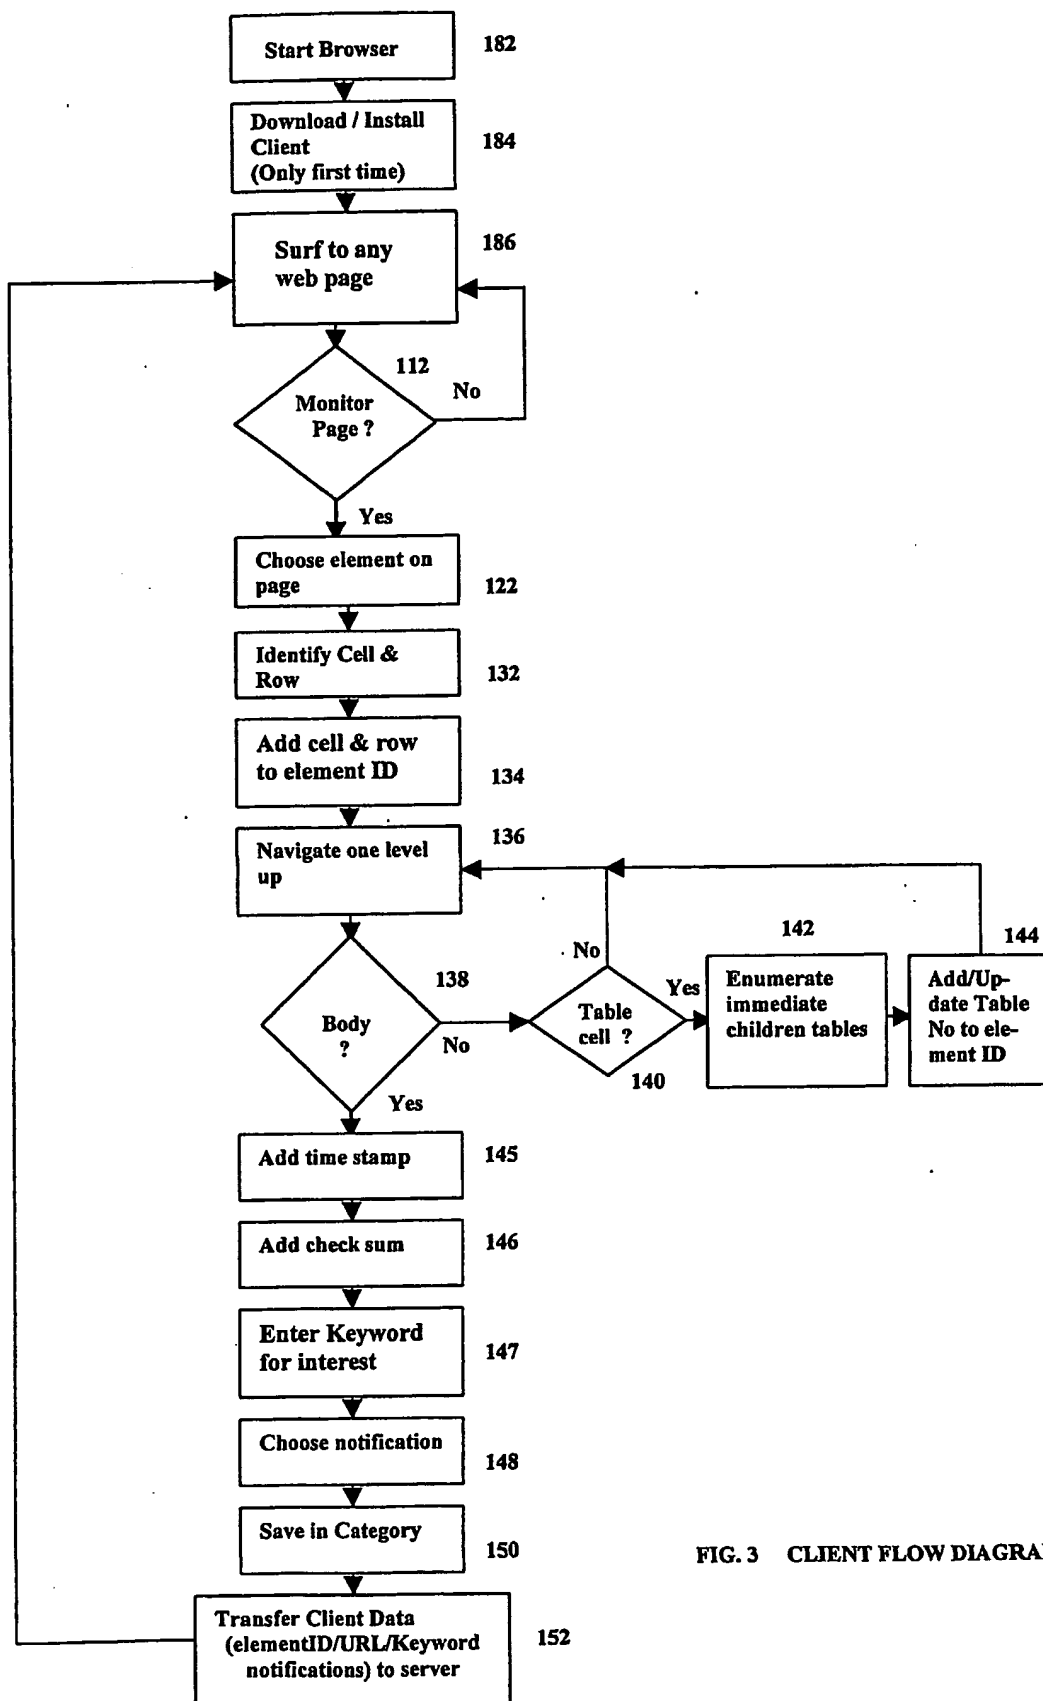 Start Browser
182
Download / Install
Client
(Only first time)
184
Surf to any
web page
186
112
Monitor
Page ?
No
Yes
Choose element on
page
122
Identify Cell &
Row
132
Add cell & row
to element ID
134
Navigate one level
up
136
Body
?
138
No
Yes
Table
cell ?
140
No
Yes
142
Enumerate
immediate
children tables
144
Add/Up-
date Table
No to ele-
ment ID
Add time stamp
145
Add check sum
146
Enter Keyword
for interest
147
Choose notification
148
Save in Category
150
Transfer Client Data
(elementID/URL/Keyword
notifications) to server
152
FIG. 3 CLIENT FLOW DIAGRA